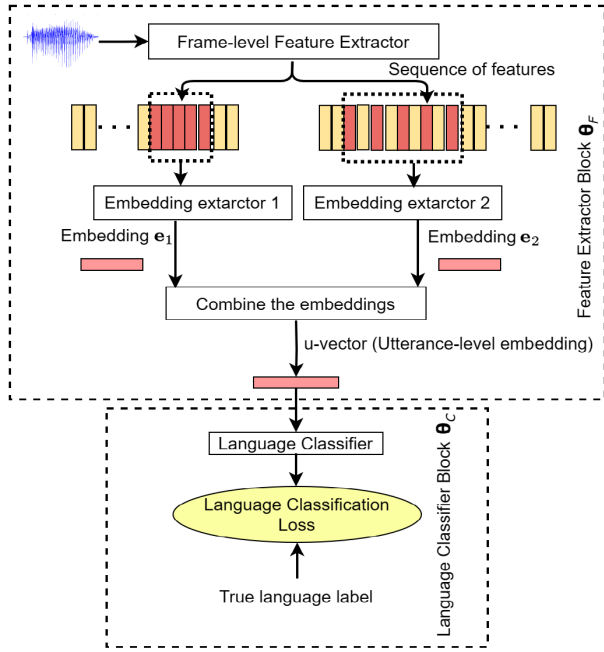 Frame-level Feature Extractor
Sequence of features
Embedding extarctor 1
Embedding extarctor 2
Embedding e₁
Embedding e₂
Combine the embeddings
u-vector (Utterance-level embedding)
Feature Extractor Block θ_F
Language Classifier
Language Classification
Loss
True language label
Language Classifier Block θ_C